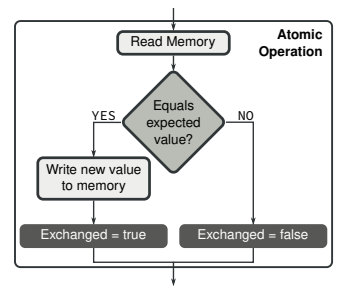 Atomic
Operation
Read Memory
Equals
expected
value?
YES
NO
Write new value
to memory
Exchanged = true
Exchanged = false